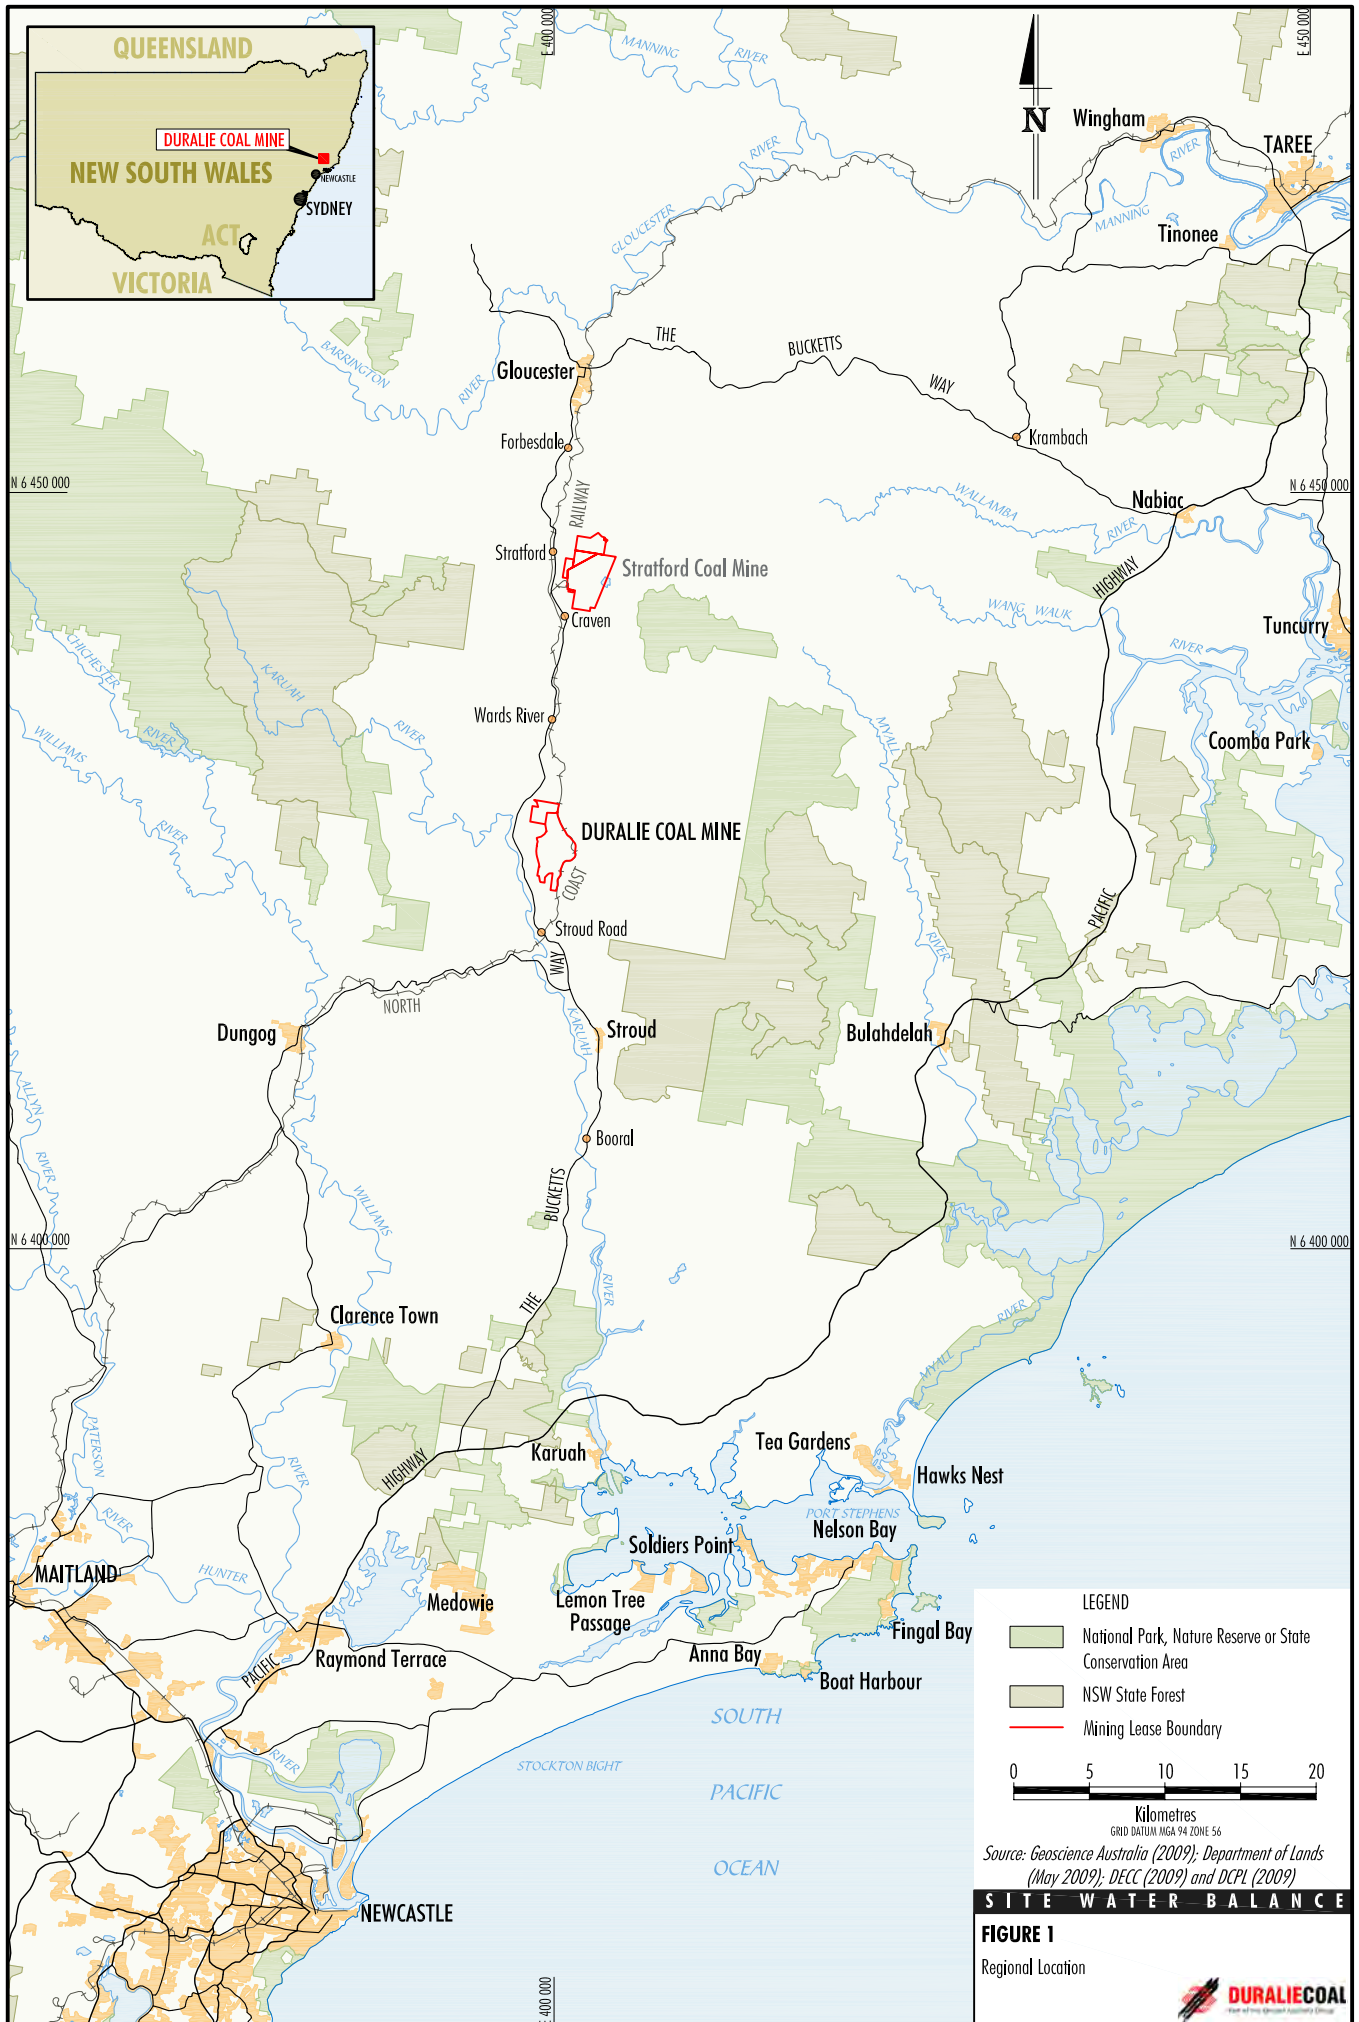 QUEENSLAND
DURALIE COAL MINE
NEW SOUTH WALES
NEWCASTLE
SYDNEY
ACT
VICTORIA
E 400 000
E 450 000
MANNING
RIVER
N
Wingham
RIVER
TAREE
RIVER
GLOUCESTER
MANNING
Tinonee
BARRINGTON
RIVER
THE
BUCKETTS
WAY
Gloucester
Forbesdale
Krambach
N 6 450 000
N 6 450 000
RAILWAY
WALLAMBA
RIVER
Nabiac
Stratford
Stratford Coal Mine
HIGHWAY
Craven
WANG WAUK
RIVER
Tuncurry
CHICHESTER
KARUAH
RIVER
WILLIAMS
RIVER
RIVER
Wards River
MYALL
Coomba Park
RIVER
DURALIE COAL MINE
COAST
PACIFIC
Stroud Road
WAY
RIVER
NORTH
Dungog
KARUAH
Stroud
Bulahdelah
ALLYN
RIVER
Booral
WILLIAMS
BUCKETTS
N 6 400 000
N 6 400 000
RIVER
THE
RIVER
Clarence Town
MYALL
PATERSON
RIVER
HIGHWAY
Karuah
Tea Gardens
Hawks Nest
RIVER
PORT STEPHENS
Nelson Bay
Soldiers Point
MAITLAND
HUNTER
Medowie
Lemon Tree
Passage
Fingal Bay
PACIFIC
Raymond Terrace
Anna Bay
Boat Harbour
RIVER
STOCKTON BIGHT
SOUTH
PACIFIC
OCEAN
NEWCASTLE
E 400 000
LEGEND
National Park, Nature Reserve or State
Conservation Area
NSW State Forest
Mining Lease Boundary
0 5 10 15 20
Kilometres
GRID DATUM MGA 94 ZONE 56
Source: Geoscience Australia (2009); Department of Lands
(May 2009); DECC (2009) and DCPL (2009)
SITE WATER BALANCE
FIGURE 1
Regional Location
DURALIECOAL